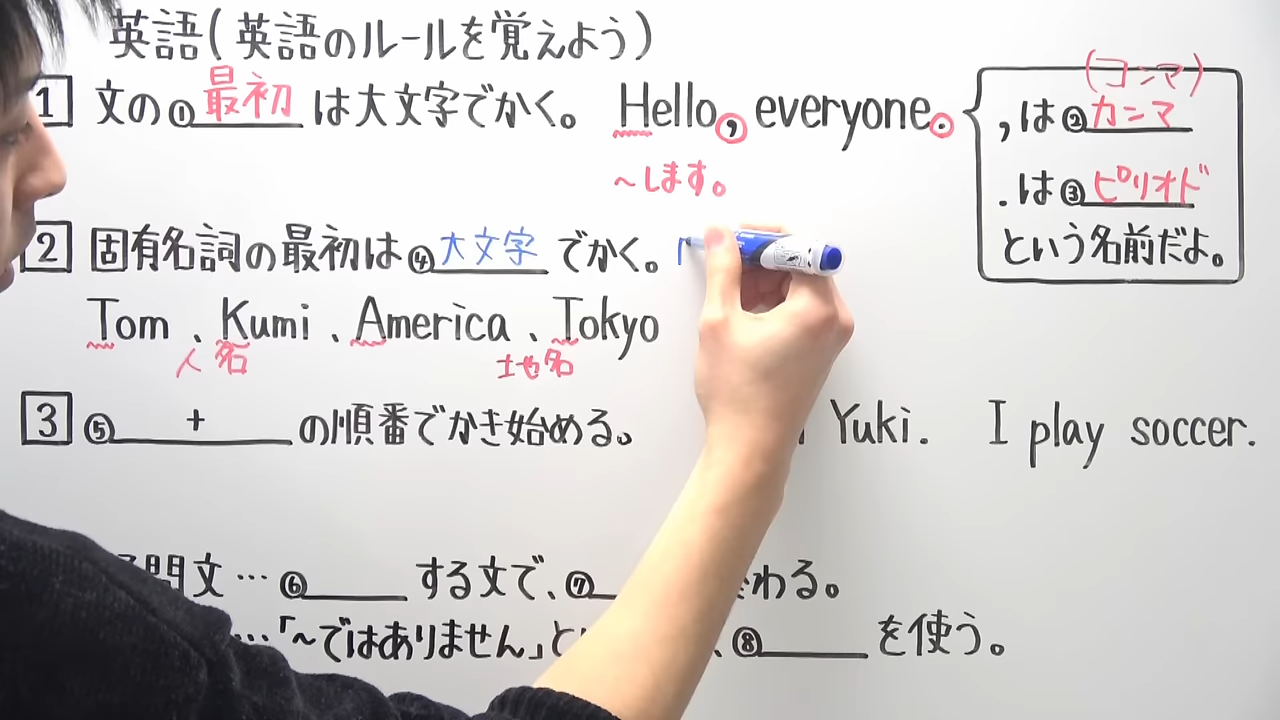 英語(英語のルールを覚えよう)
1 文の①最初は大文字でかく。 Hello, everyone.
(コンマ)
,は②カンマ
.は③ピリオド
という名前だよ。
~します。
2 固有名詞の最初は④大文字でかく。
Tom、Kumi、America、Tokyo
人名 土地名
3 ⑤ + の順番でかき始める。 Yuki. I play soccer.
問文…⑥ する文で、⑦ わる。
…「~ではありません」と 、⑧ を使う。